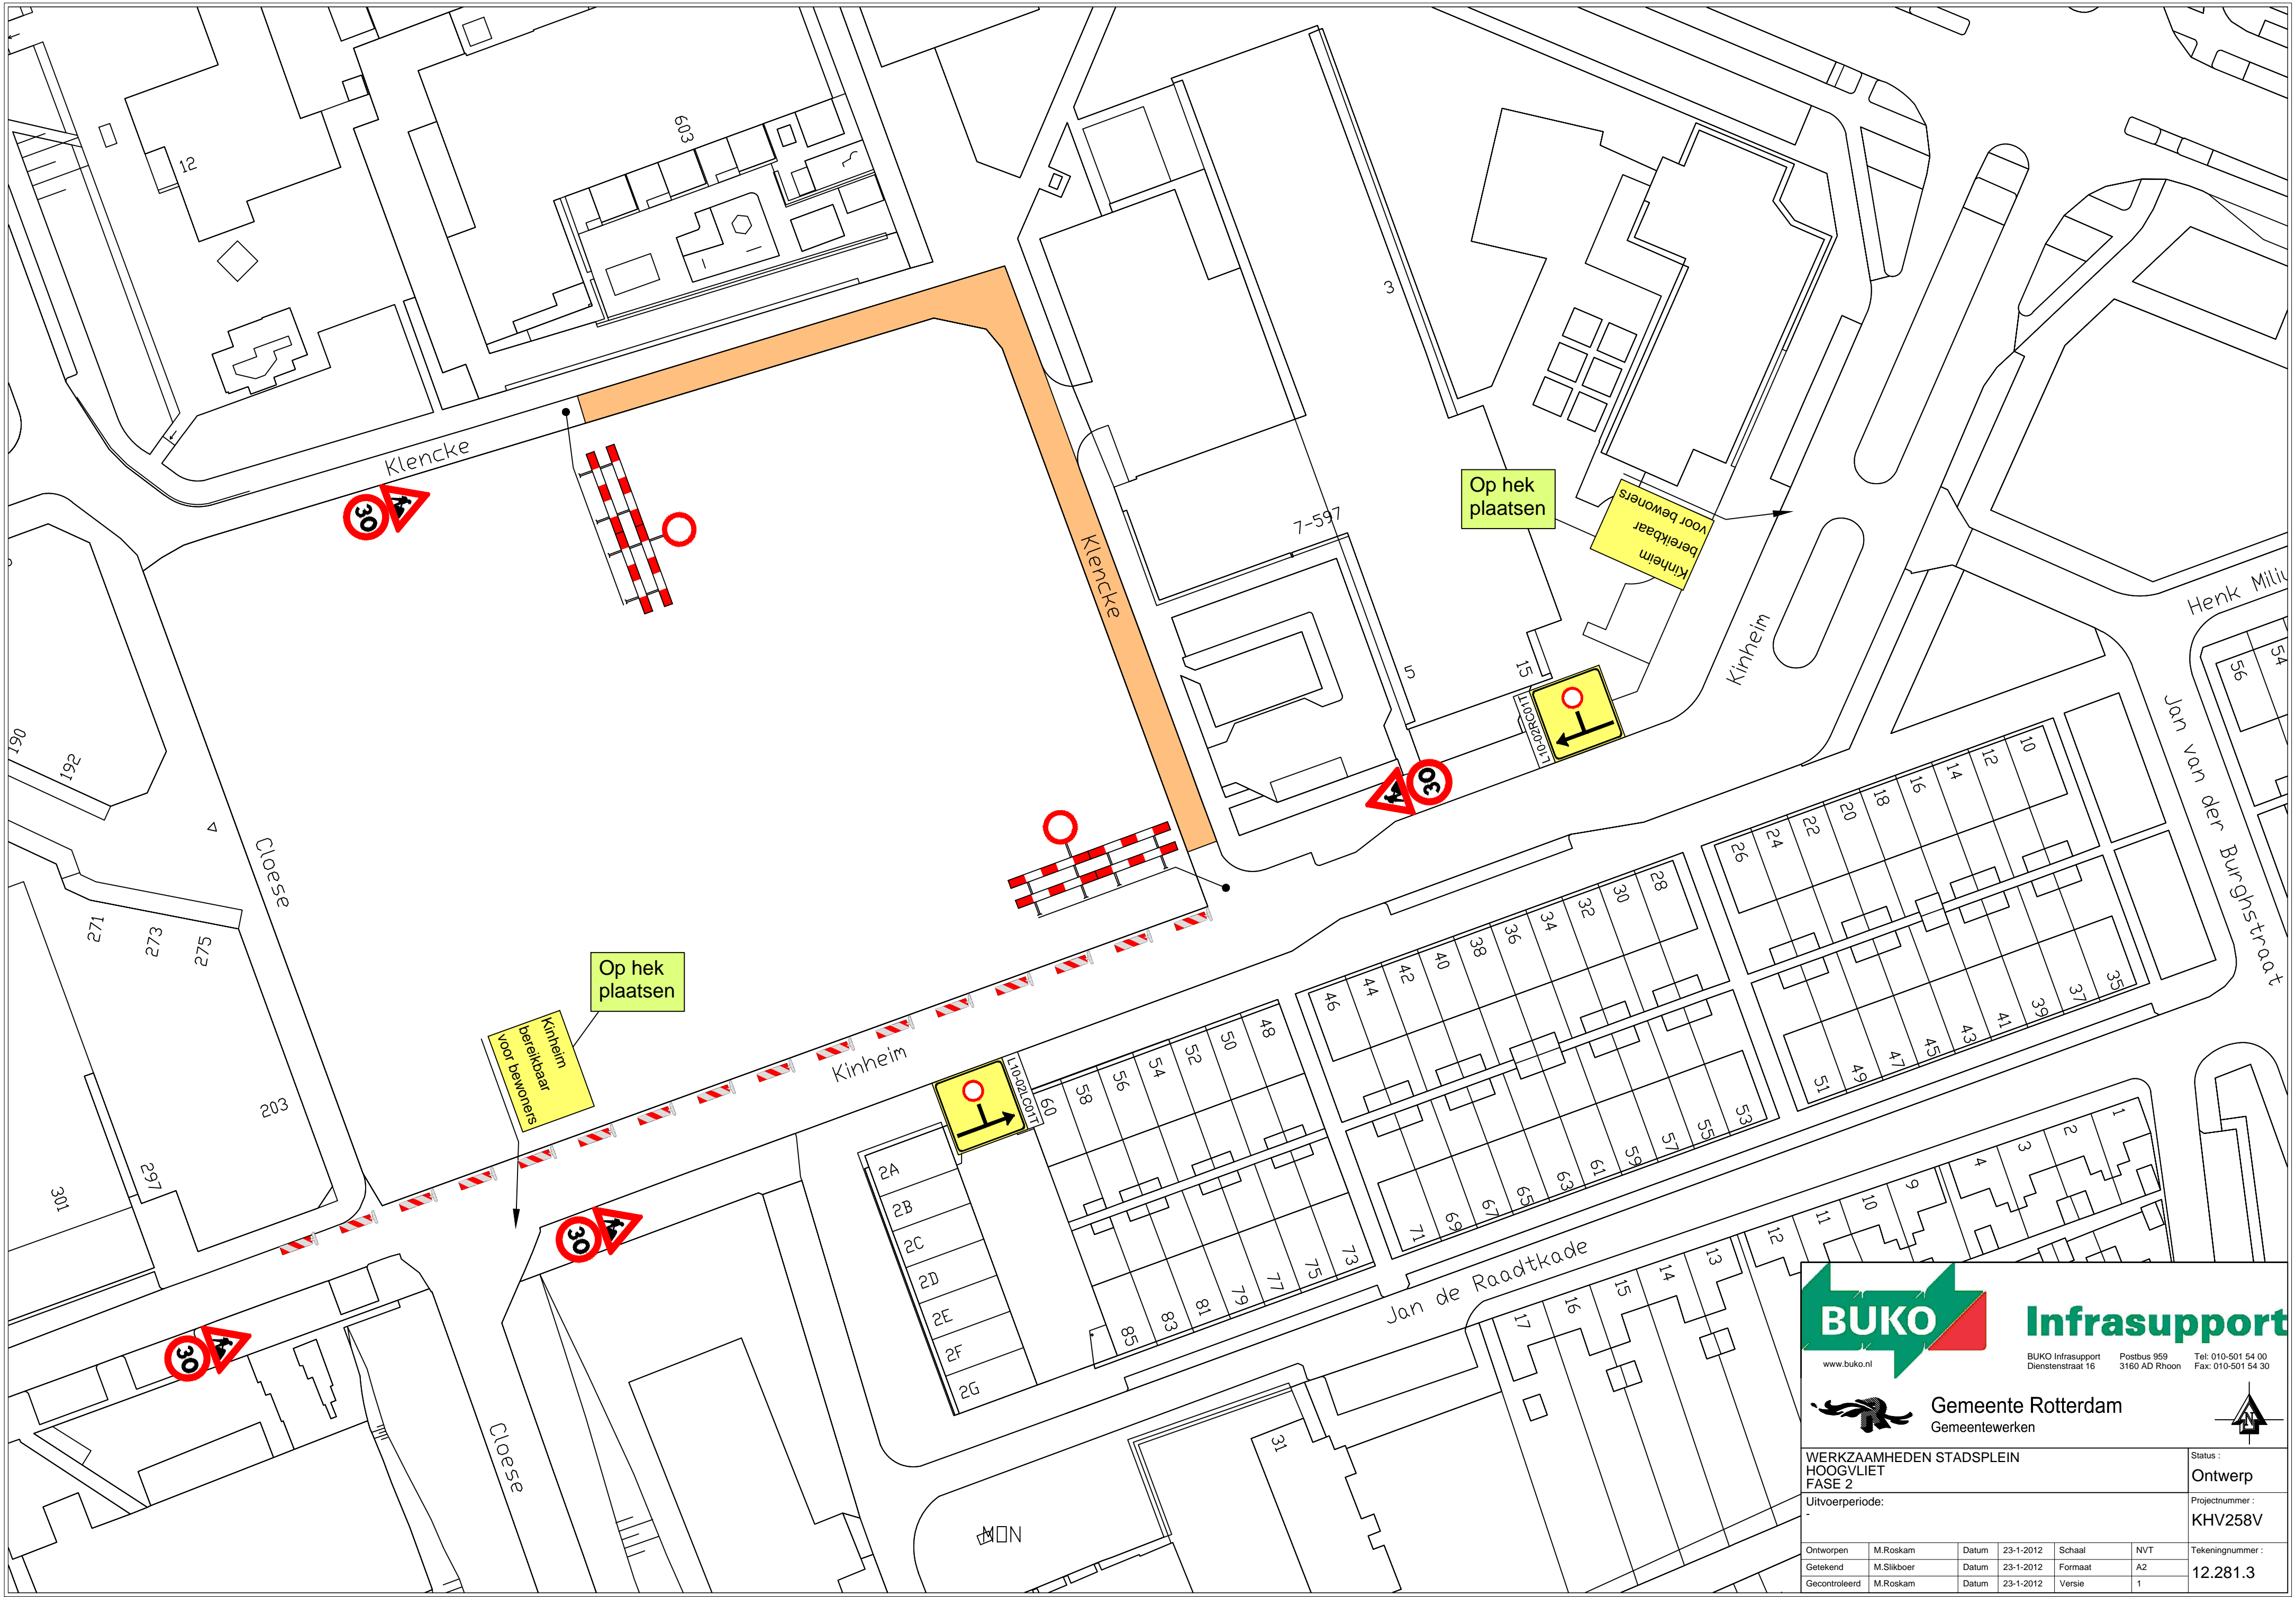 12
603
3
Klencke
30
Klencke
7-597
5
15
Op hek
plaatsen
Kinheim
bereikbaar
voor bewoners
L10-02RC01T
30
Kinheim
Henk Miliu
56
54
Jan van der Burghstraat
190
192
Cloese
271
273
275
203
297
301
Op hek
plaatsen
Kinheim
bereikbaar
voor bewoners
Kinheim
L10-02LC01T
30
30
Cloese
10
12
14
16
18
20
22
24
26
28
30
32
34
36
38
40
42
44
46
48
50
52
54
56
58
60
35
37
39
41
43
45
47
49
51
53
55
57
59
61
63
65
67
69
71
73
75
77
79
81
83
85
2A
2B
2C
2D
2E
2F
2G
Jan de Raadtkade
1
2
3
4
9
10
11
12
13
14
15
16
17
31
BUKO
Infrasupport
www.buko.nl
BUKO Infrasupport Postbus 959 Tel: 010-501 54 00
Dienstenstraat 16 3160 AD Rhoon Fax: 010-501 54 30
Gemeente Rotterdam
Gemeentewerken
N
WERKZAAMHEDEN STADSPLEIN
HOOGVLIET
FASE 2
Status :
Ontwerp
Uitvoerperiode:
-
Projectnummer :
KHV258V
Ontworpen M.Roskam Datum 23-1-2012 Schaal NVT
Getekend M.Slikboer Datum 23-1-2012 Formaat A2
Gecontroleerd M.Roskam Datum 23-1-2012 Versie 1
Tekeningnummer :
12.281.3